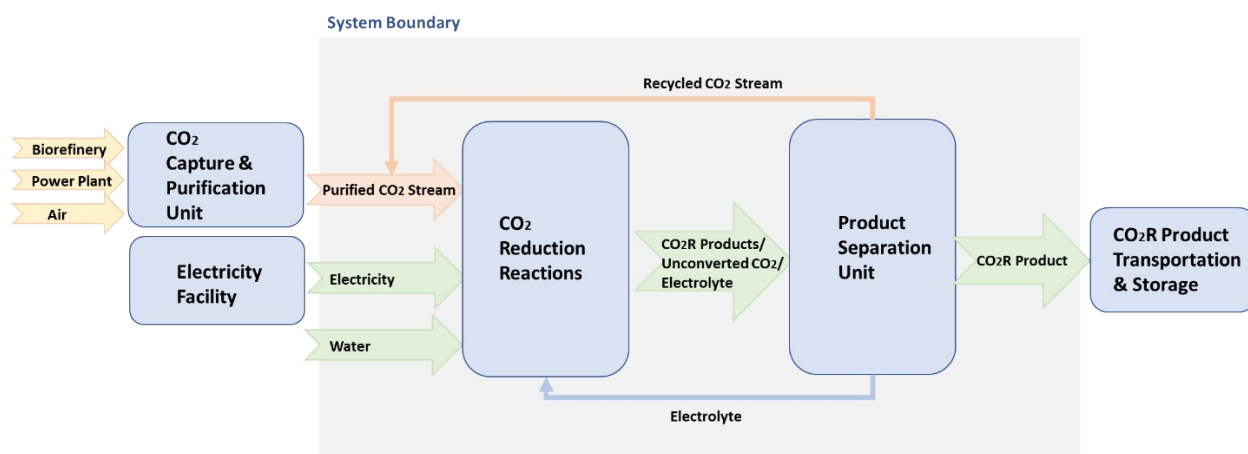 System Boundary
Recycled CO2 Stream
Biorefinery
Power Plant
Air
CO2
Capture &
Purification
Unit
Purified CO2 Stream
Electricity
Facility
Electricity
Water
CO2
Reduction
Reactions
CO2R Products/
Unconverted CO2/
Electrolyte
Product
Separation
Unit
CO2R Product
CO2R Product
Transportation
& Storage
Electrolyte